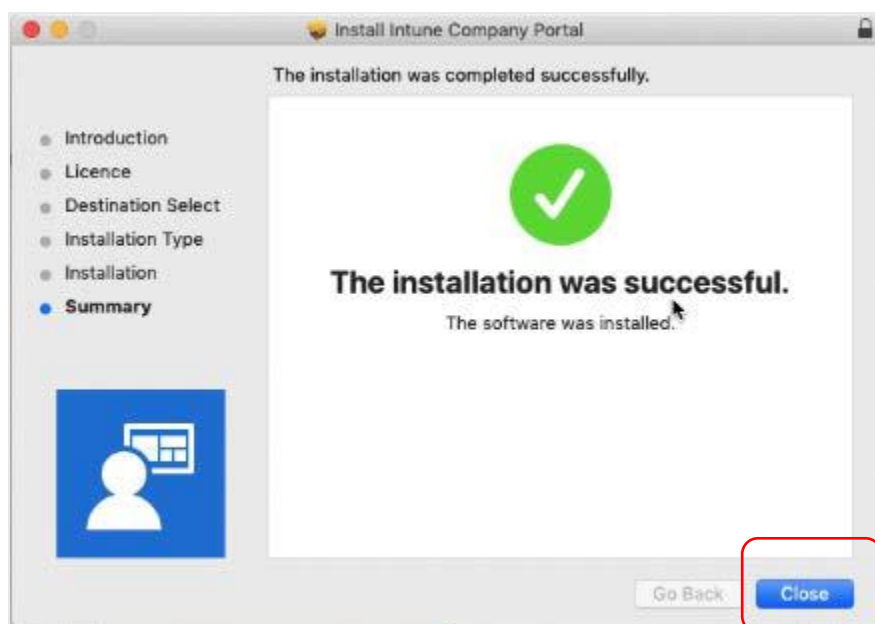 Install Intune Company Portal
The installation was completed successfully.
Introduction
Licence
Destination Select
Installation Type
Installation
Summary
The installation was successful.
The software was installed.
Go Back
Close